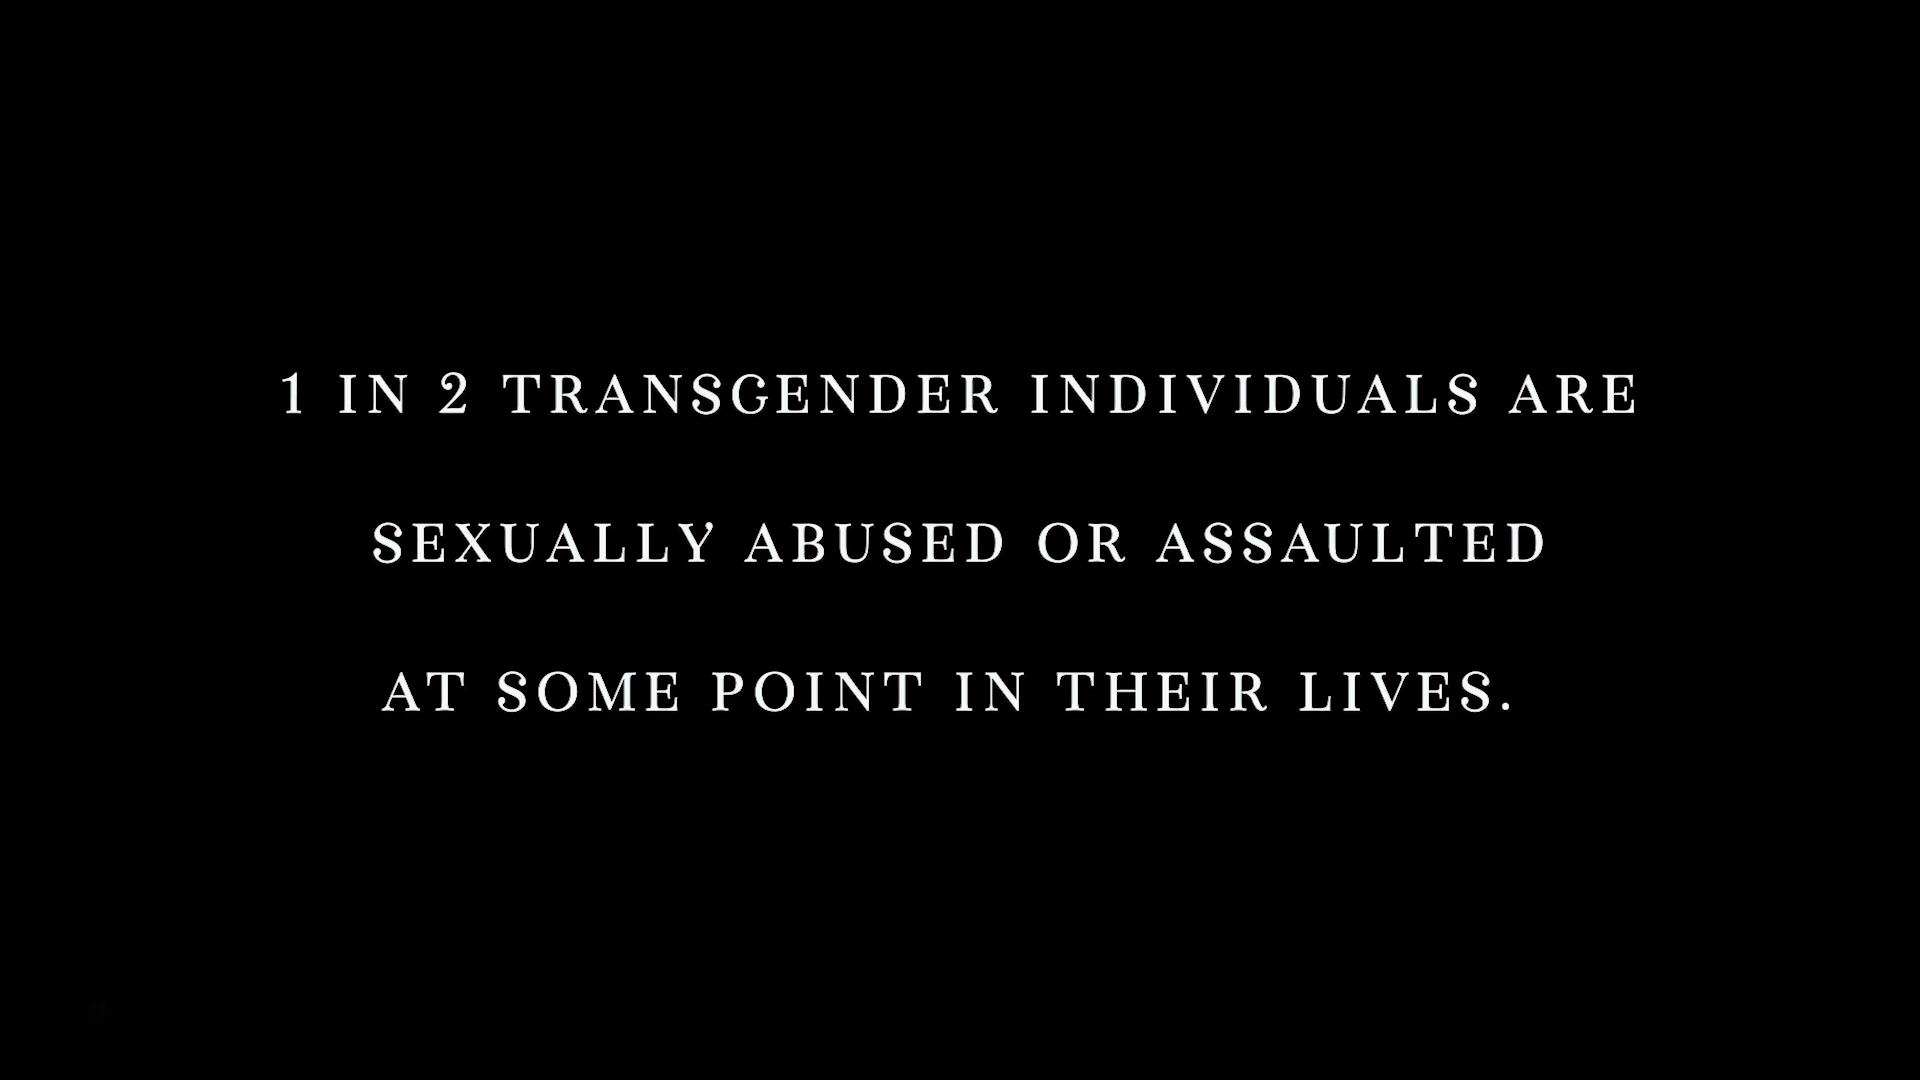 1 IN 2 TRANSGENDER INDIVIDUALS ARE
SEXUALLY ABUSED OR ASSAULTED
AT SOME POINT IN THEIR LIVES.